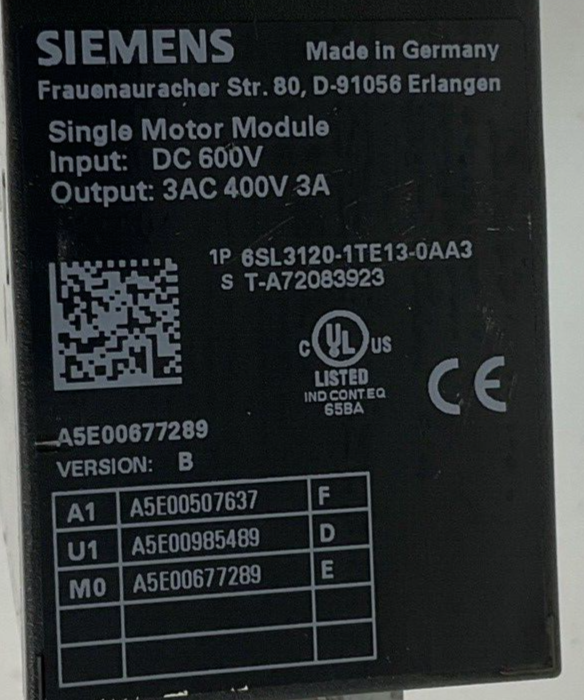 SIEMENS Made in Germany
Frauenauracher Str. 80, D-91056 Erlangen
Single Motor Module
Input: DC 600V
Output: 3AC 400V 3A
1P 6SL3120-1TE13-0AA3
S T-A72083923
C UL US
LISTED
IND CONT EQ
65BA
CE
A5E00677289
VERSION: B
A1 A5E00507637 F
U1 A5E00985489 D
M0 A5E00677289 E